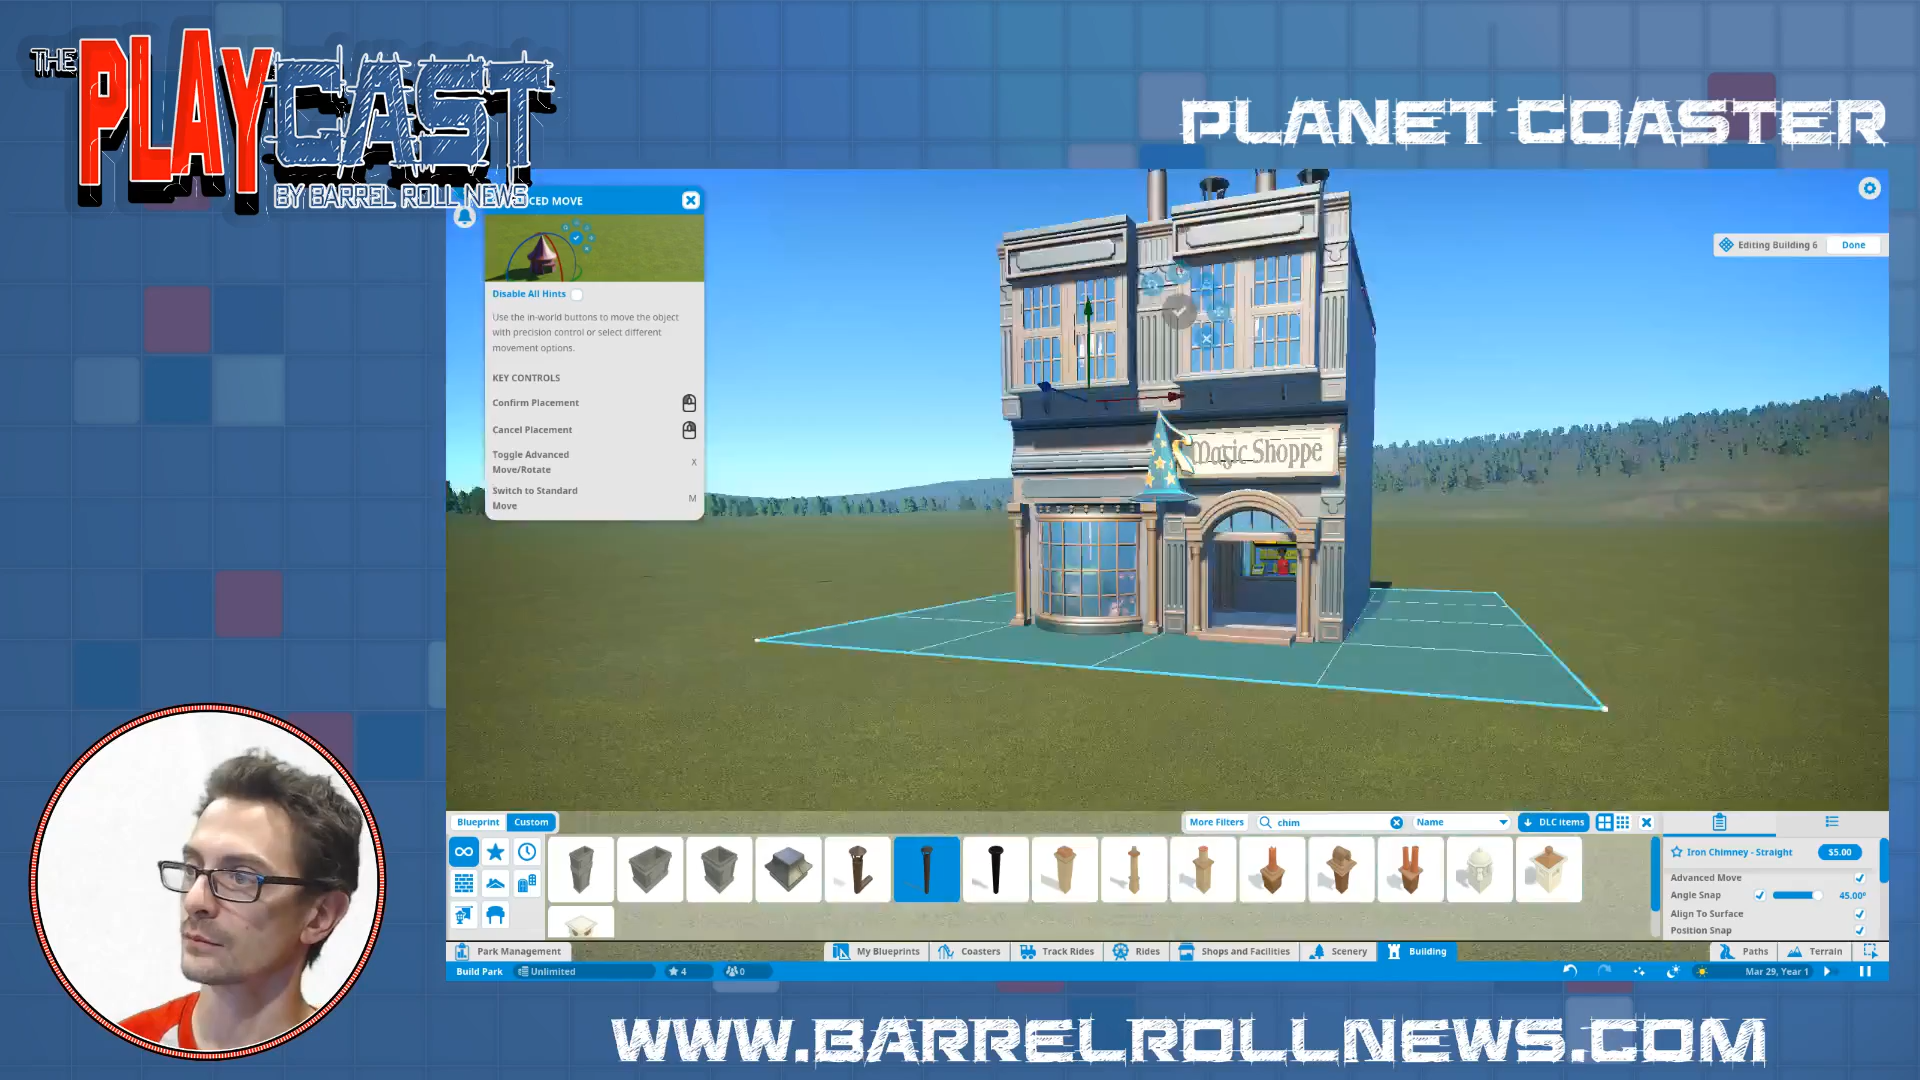 THE
PLAYCAST
BY BARREL ROLL NEWS
PLANET COASTER
CED MOVE
Disable All Hints
Use the in-world buttons to move the object
with precision control or select different
movement options.
KEY CONTROLS
Confirm Placement
Cancel Placement
Toggle Advanced
Move/Rotate
X
Switch to Standard
Move
M
Editing Building 6
Done
Magic Shoppe
Blueprint
Custom
More Filters
chim
Name
DLC items
Iron Chimney - Straight
$5.00
Advanced Move
Angle Snap
45.00°
Align To Surface
Position Snap
Park Management
My Blueprints
Coasters
Track Rides
Rides
Shops and Facilities
Scenery
Building
Paths
Terrain
Build Park
Unlimited
4
0
Mar 29, Year 1
WWW.BARRELROLLNEWS.COM